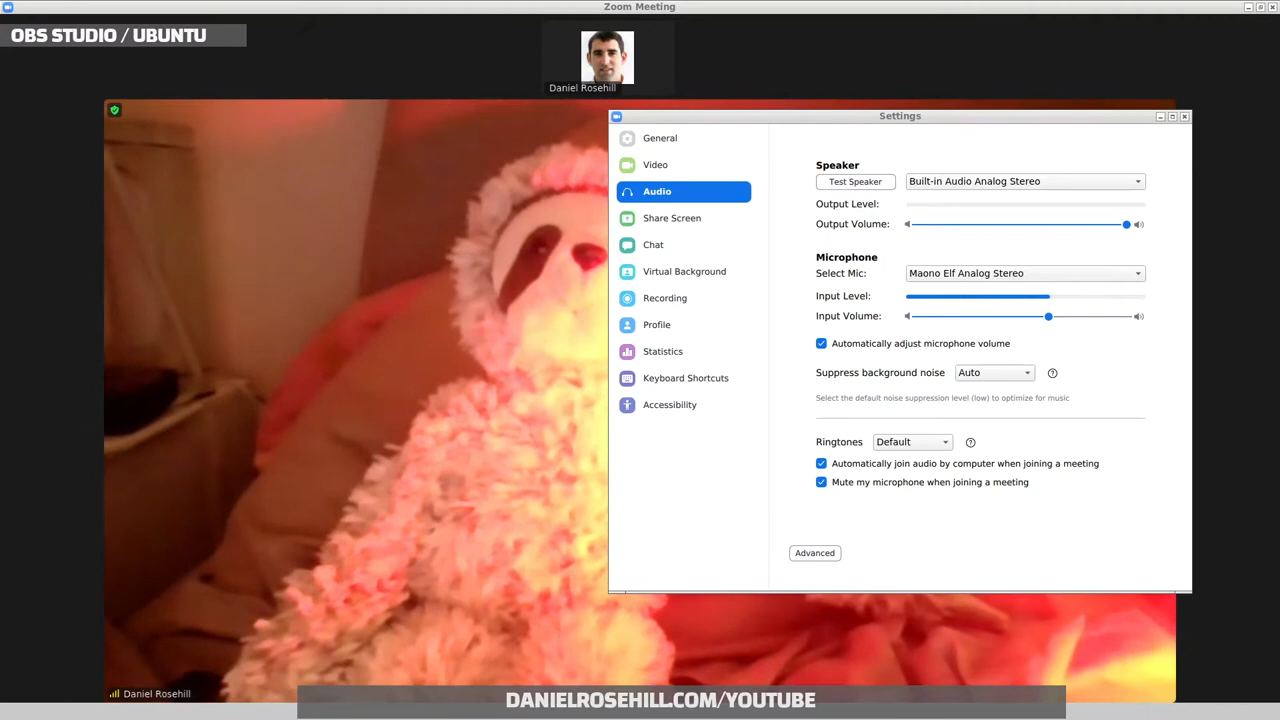 Zoom Meeting
OBS STUDIO / UBUNTU
Daniel Rosehill
Settings
General
Video
Audio
Share Screen
Chat
Virtual Background
Recording
Profile
Statistics
Keyboard Shortcuts
Accessibility
Speaker
Test Speaker
Built-in Audio Analog Stereo
Output Level:
Output Volume:
Microphone
Select Mic:
Maono Elf Analog Stereo
Input Level:
Input Volume:
Automatically adjust microphone volume
Suppress background noise
Auto
?
Select the default noise suppression level (low) to optimize for music
Ringtones
Default
?
Automatically join audio by computer when joining a meeting
Mute my microphone when joining a meeting
Advanced
Daniel Rosehill
DANIELROSEHILL.COM/YOUTUBE